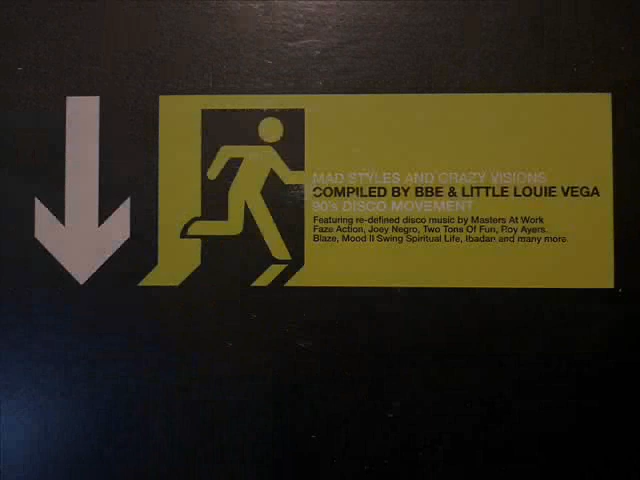 MAD STYLES AND CRAZY VISIONS
COMPILED BY BBE & LITTLE LOUIE VEGA
90's DISCO MOVEMENT
Featuring re-defined disco music by Masters At Work
Faze Action, Joey Negro, Two Tons Of Fun, Roy Ayers.
Blaze, Mood II Swing Spiritual Life, Ibadan and many more.